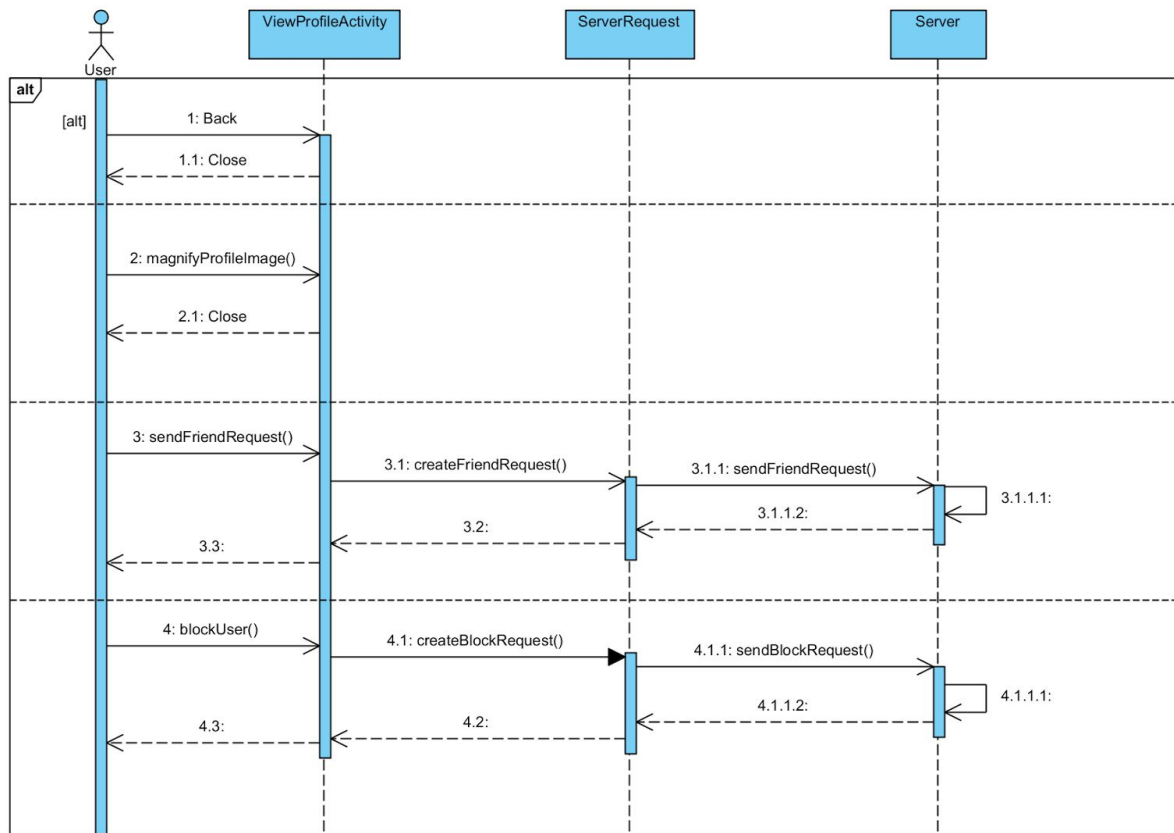 ViewProfileActivity
ServerRequest
Server
User
alt
[alt]
1: Back
1.1: Close
2: magnifyProfileImage()
2.1: Close
3: sendFriendRequest()
3.1: createFriendRequest()
3.1.1: sendFriendRequest()
3.1.1.1:
3.1.1.2:
3.2:
3.3:
4: blockUser()
4.1: createBlockRequest()
4.1.1: sendBlockRequest()
4.1.1.1:
4.1.1.2:
4.2:
4.3: